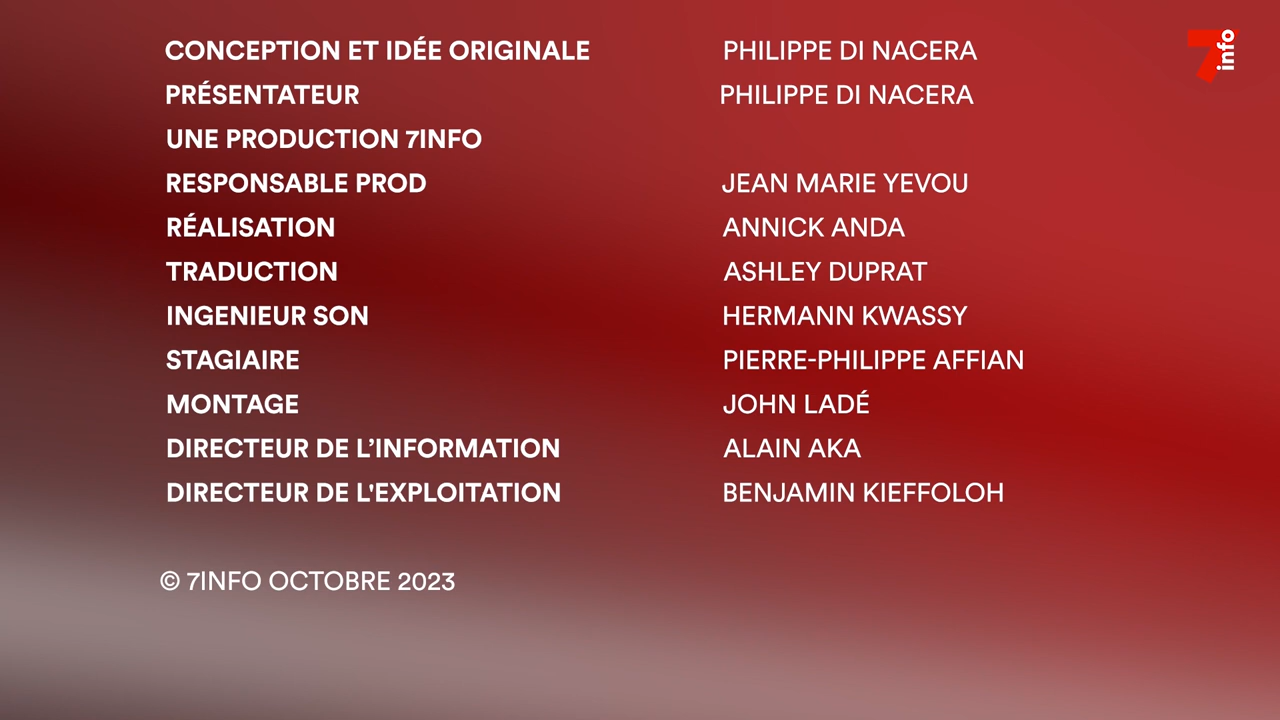 CONCEPTION ET IDÉE ORIGINALE PHILIPPE DI NACERA
PRÉSENTATEUR PHILIPPE DI NACERA
UNE PRODUCTION 7INFO
RESPONSABLE PROD JEAN MARIE YEVOU
RÉALISATION ANNICK ANDA
TRADUCTION ASHLEY DUPRAT
INGENIEUR SON HERMANN KWASSY
STAGIAIRE PIERRE-PHILIPPE AFFIAN
MONTAGE JOHN LADÉ
DIRECTEUR DE L’INFORMATION ALAIN AKA
DIRECTEUR DE L'EXPLOITATION BENJAMIN KIEFFOLOH
© 7INFO OCTOBRE 2023
7info